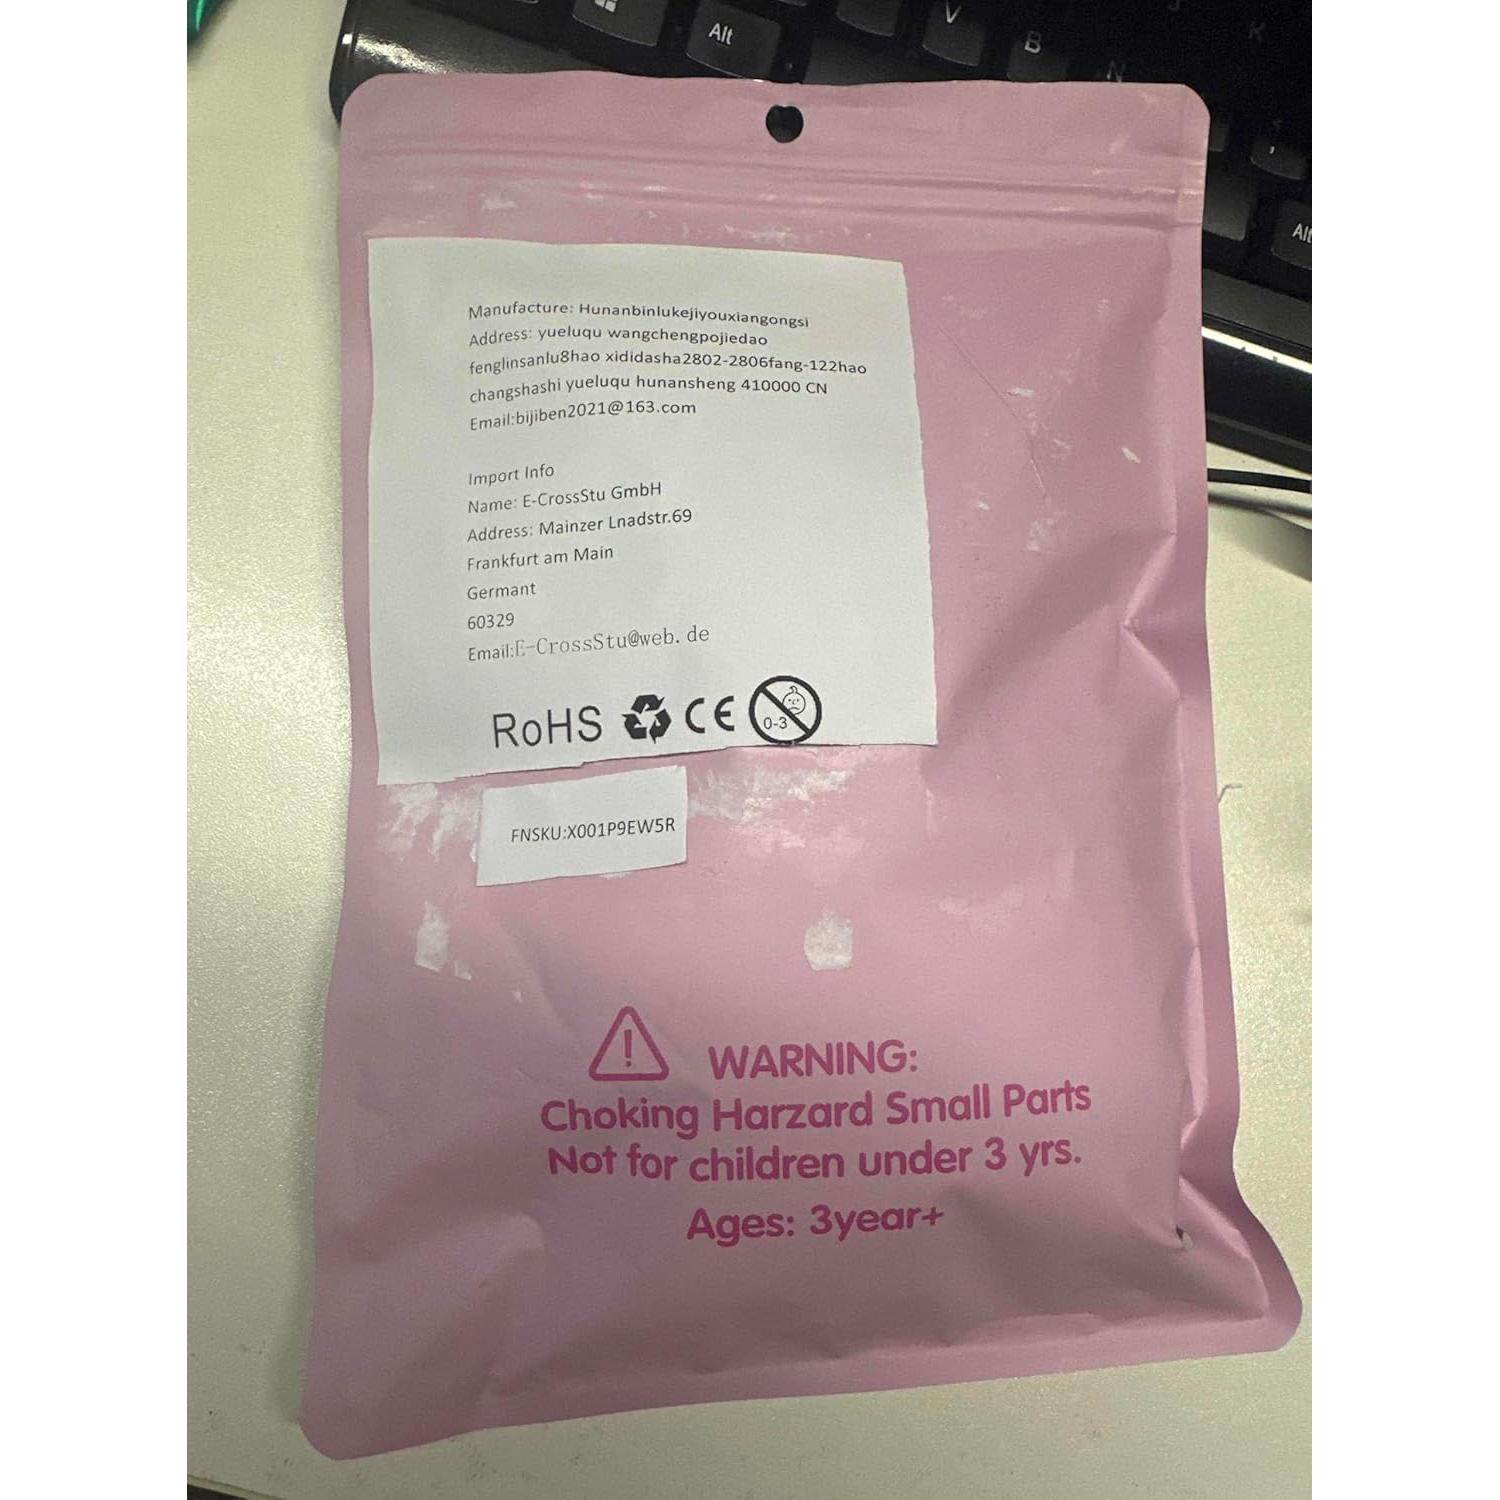 Alt
V
B
N
K
Alt
Manufacture: Hunanbinlukejiyouxiangongsi
Address: yueluqu wangchengpojiedao
fenglinsanlu8hao xididasha2802-2806fang-122hao
changshashi yueluqu hunansheng 410000 CN
Email:bijiben2021@163.com
Import Info
Name: E-CrossStu GmbH
Address: Mainzer Lnadstr.69
Frankfurt am Main
Germant
60329
Email:E-CrossStu@web.de
RoHS CE 0-3
FNSKU:X001P9EW5R
WARNING:
Choking Harzard Small Parts
Not for children under 3 yrs.
Ages: 3year+